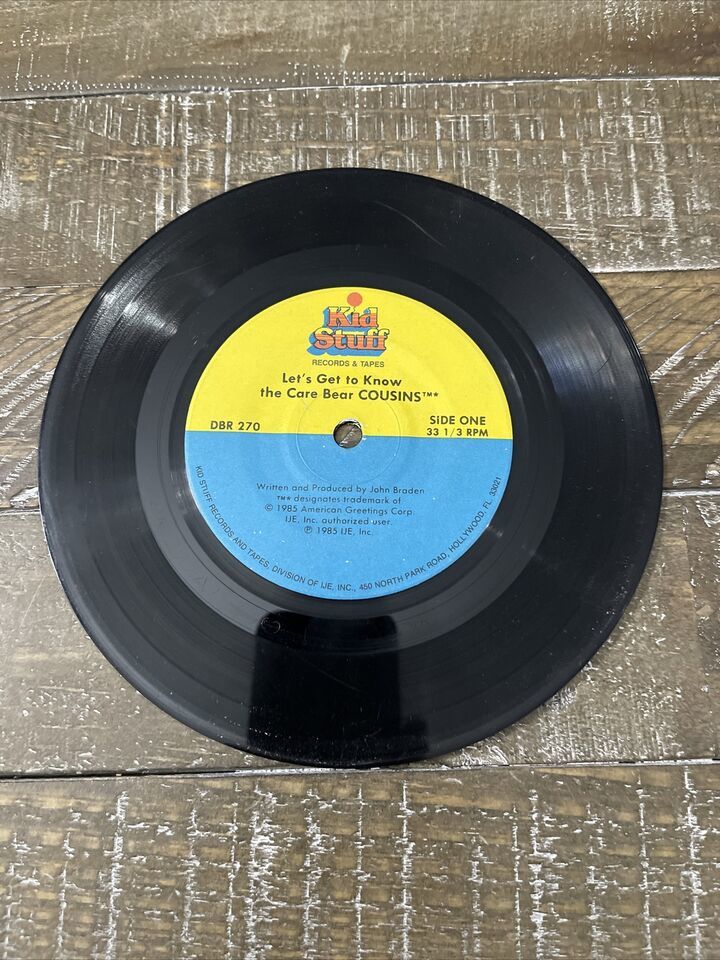 Kid
Stuff
RECORDS & TAPES
Let's Get to Know
the Care Bear COUSINS™*
DBR 270
SiDE ONE
33 1/3 RPM
Written and Produced by John Braden
™* designates trademark of
© 1985 American Greetings Corp.
IJE, Inc. authorized user.
℗ 1985 IJE, Inc.
KID STUFF RECORDS AND TAPES, DIVISION OF IJE, INC., 450 NORTH PARK ROAD, HOLLYWOOD, FL. 33021